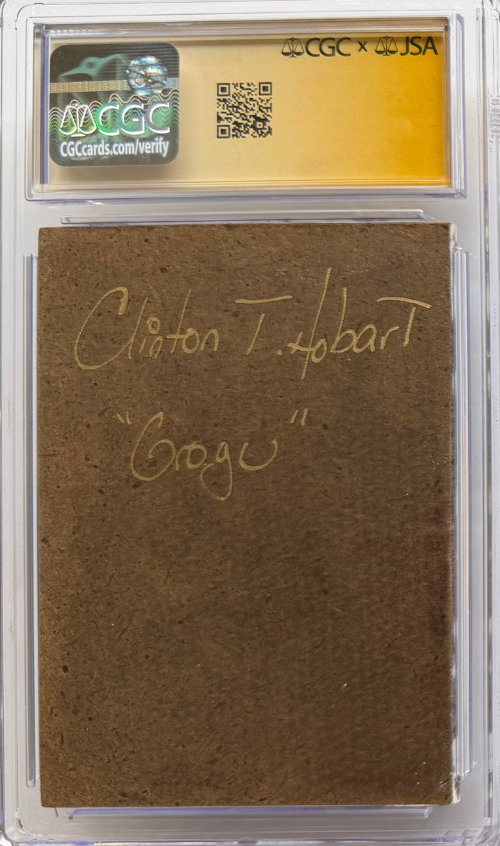 CGC × JSA
CGC
CGCcards.com/verify
Clinton T. Hobart
"Grogu"